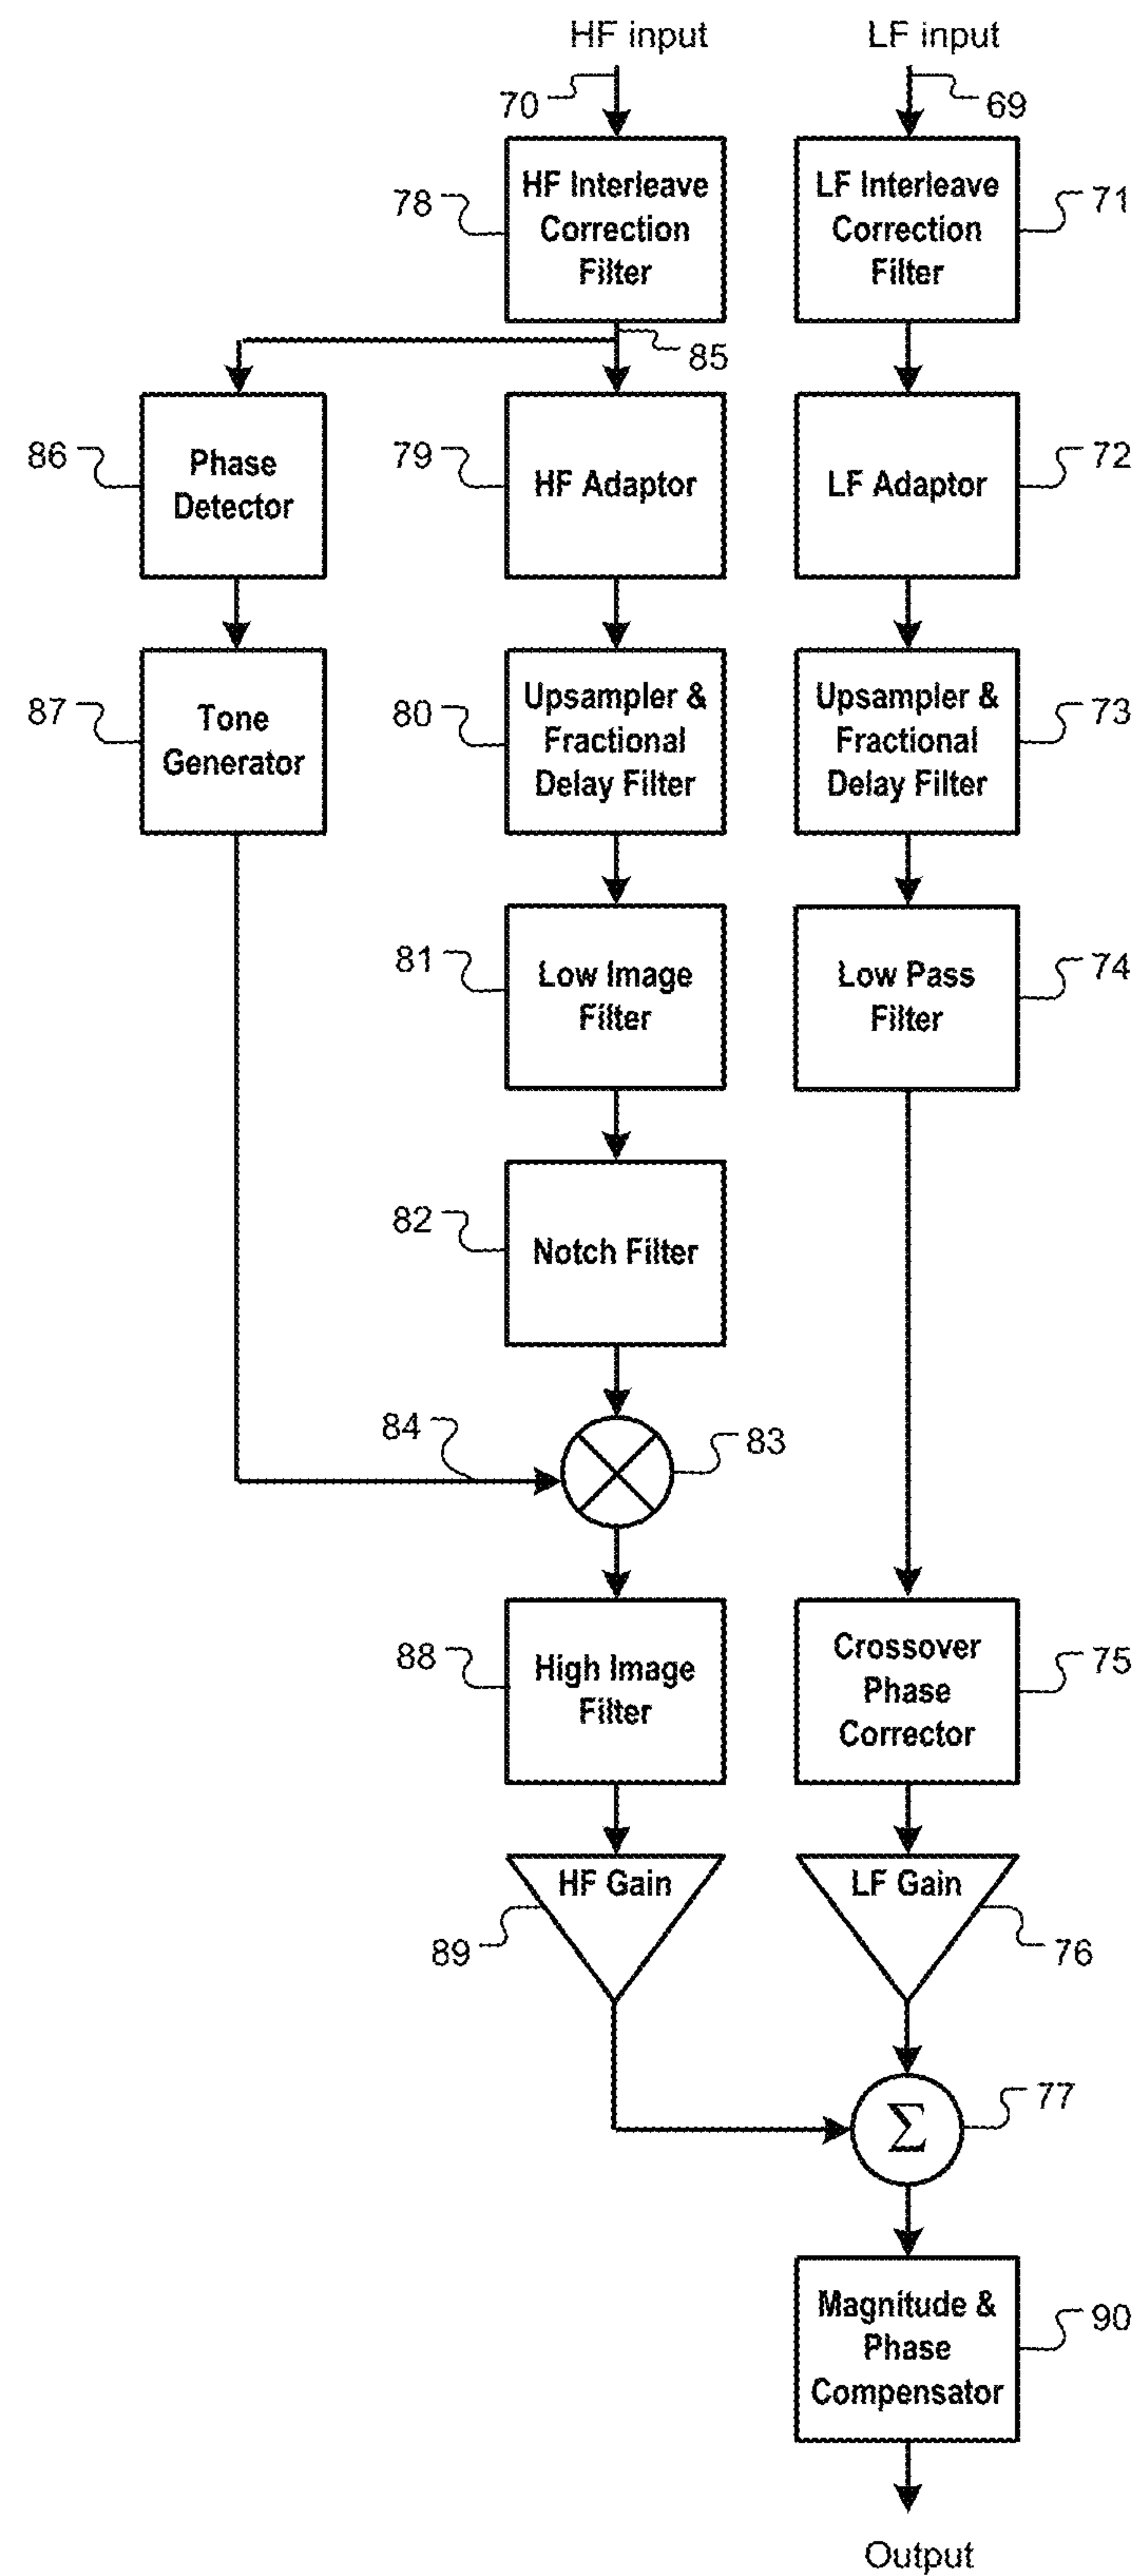 HF input
LF input
70
69
HF Interleave
Correction
Filter
78
LF Interleave
Correction
Filter
71
85
Phase
Detector
86
HF Adaptor
79
LF Adaptor
72
Tone
Generator
87
Upsampler &
Fractional
Delay Filter
80
Upsampler &
Fractional
Delay Filter
73
Low Image
Filter
81
Low Pass
Filter
74
Notch Filter
82
84
83
High Image
Filter
88
Crossover
Phase
Corrector
75
HF Gain
89
LF Gain
76
Σ
77
Magnitude &
Phase
Compensator
90
Output